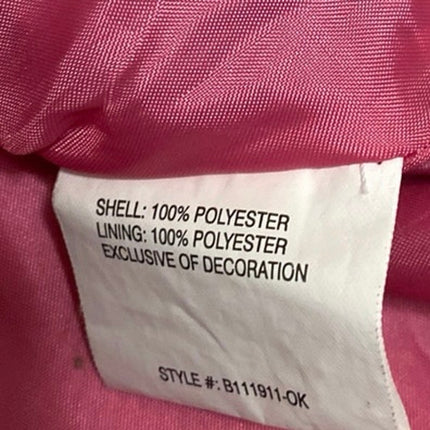 SHELL: 100% POLYESTER
LINING: 100% POLYESTER
EXCLUSIVE OF DECORATION
STYLE #: B111911-OK